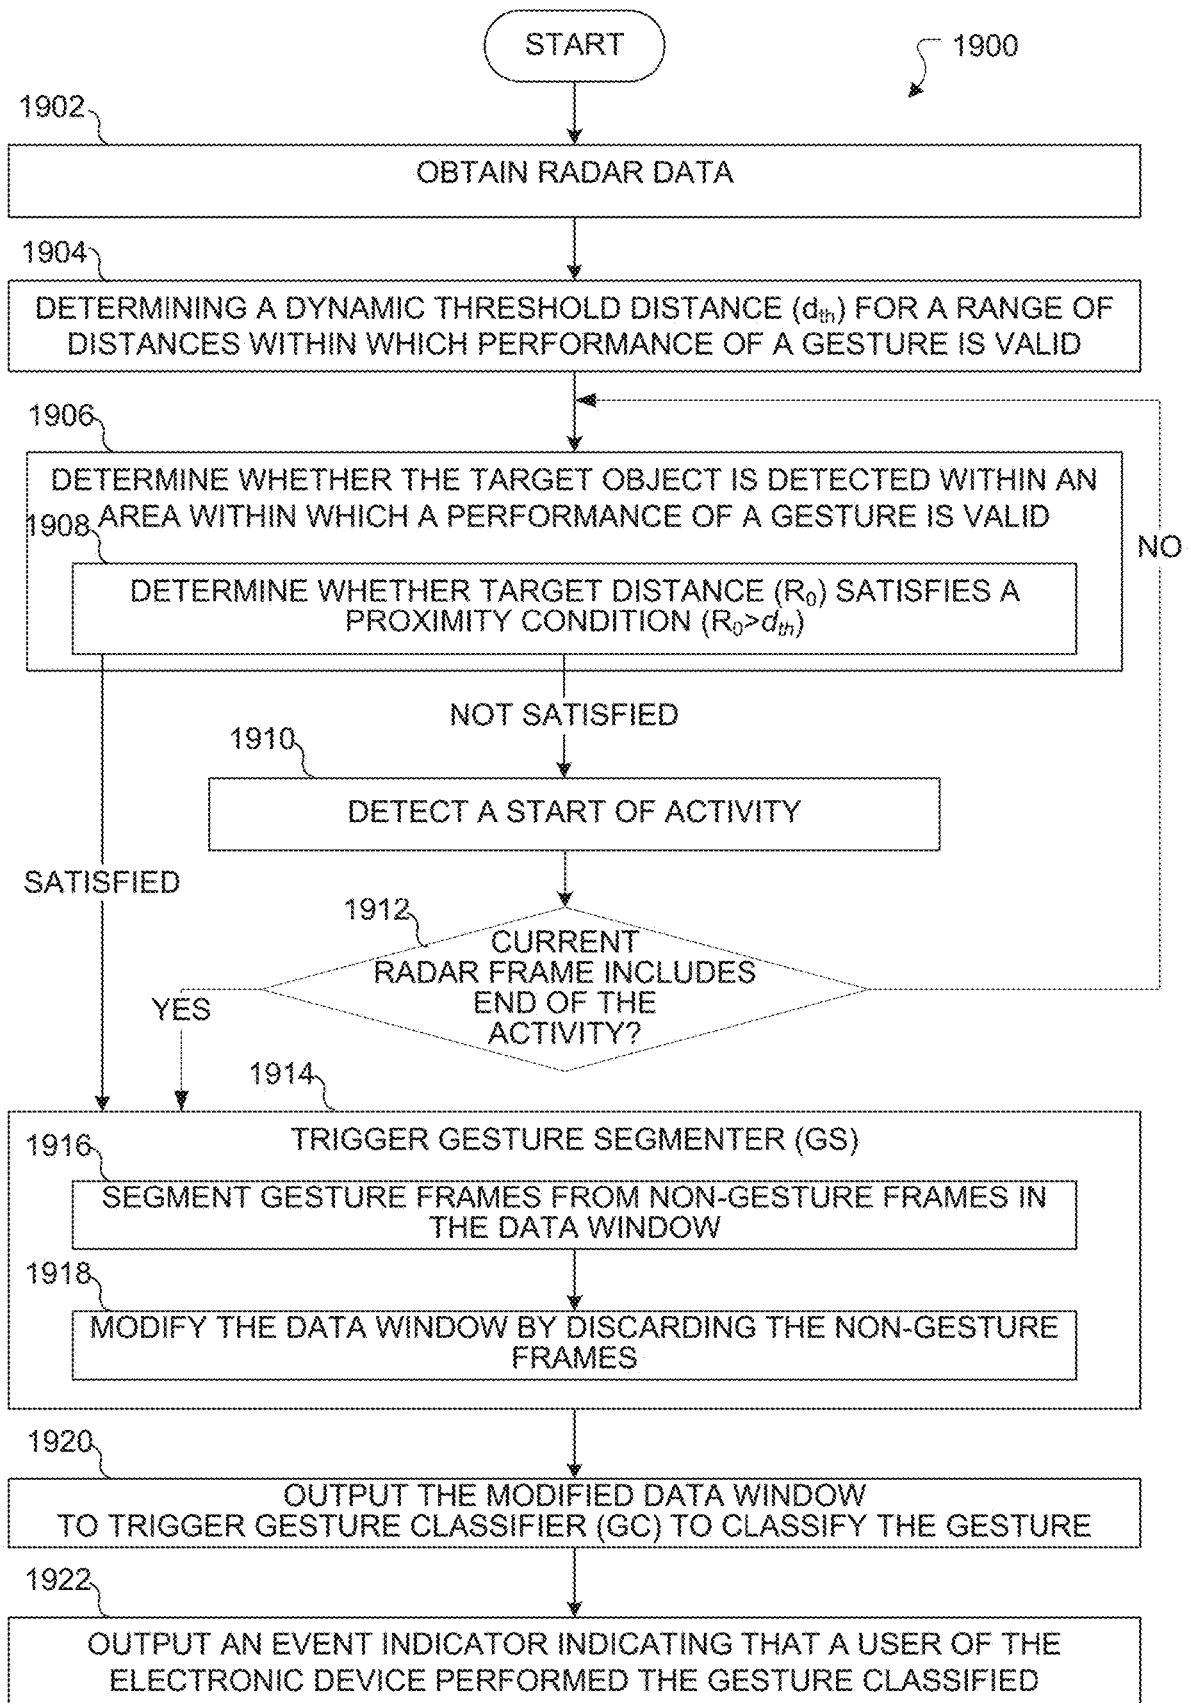 START
1900
1902
OBTAIN RADAR DATA
1904
DETERMINING A DYNAMIC THRESHOLD DISTANCE (dth) FOR A RANGE OF
DISTANCES WITHIN WHICH PERFORMANCE OF A GESTURE IS VALID
1906
DETERMINE WHETHER THE TARGET OBJECT IS DETECTED WITHIN AN
AREA WITHIN WHICH A PERFORMANCE OF A GESTURE IS VALID
1908
NO
DETERMINE WHETHER TARGET DISTANCE (R0) SATISFIES A
PROXIMITY CONDITION (R0>dth)
NOT SATISFIED
1910
DETECT A START OF ACTIVITY
SATISFIED
1912
CURRENT
RADAR FRAME INCLUDES
END OF THE
ACTIVITY?
YES
1914
TRIGGER GESTURE SEGMENTER (GS)
1916
SEGMENT GESTURE FRAMES FROM NON-GESTURE FRAMES IN
THE DATA WINDOW
1918
MODIFY THE DATA WINDOW BY DISCARDING THE NON-GESTURE
FRAMES
1920
OUTPUT THE MODIFIED DATA WINDOW
TO TRIGGER GESTURE CLASSIFIER (GC) TO CLASSIFY THE GESTURE
1922
OUTPUT AN EVENT INDICATOR INDICATING THAT A USER OF THE
ELECTRONIC DEVICE PERFORMED THE GESTURE CLASSIFIED